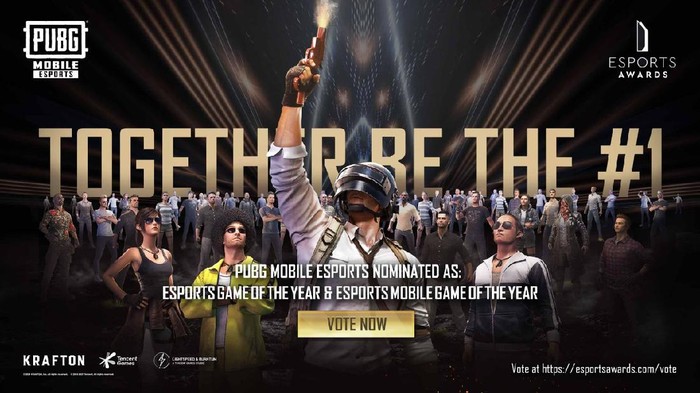 PUBG
MOBILE
ESPORTS
ESPORTS
AWARDS
TOGETHER BE THE #1
PUBG MOBILE ESPORTS NOMINATED AS:
ESPORTS GAME OF THE YEAR & ESPORTS MOBILE GAME OF THE YEAR
VOTE NOW
KRAFTON
Tencent
Games
LIGHTSPEED & QUANTUM
Vote at https://esportsawards.com/vote